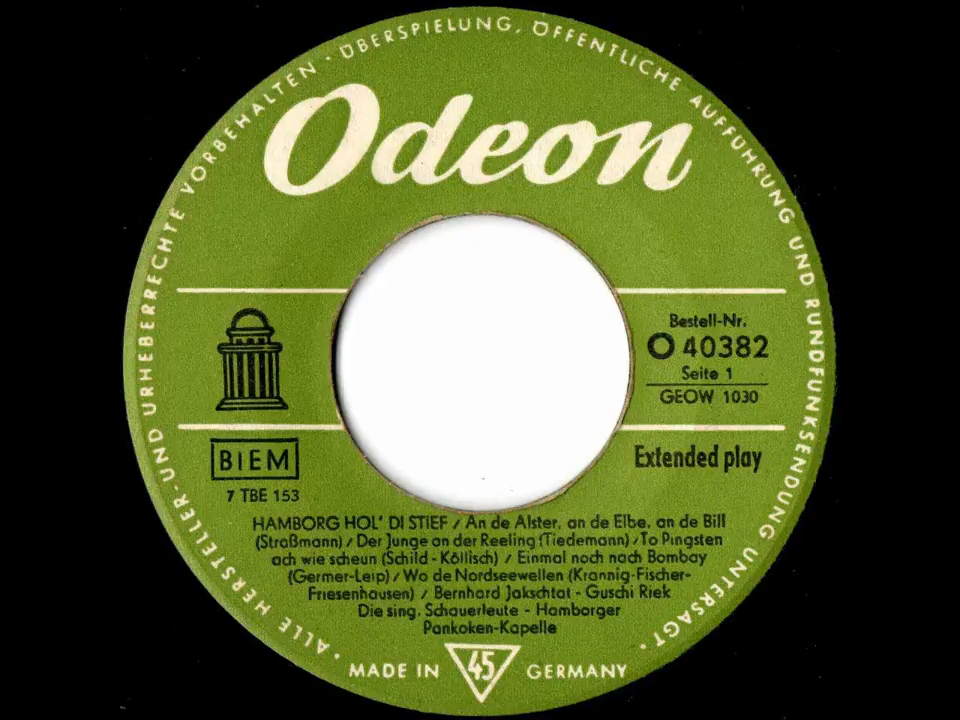 ALLE HERSTELLER- UND URHEBERRECHTE VORBEHALTEN · ÜBERSPIELUNG, ÖFFENTLICHE AUFFÜHRUNG UND RUNDFUNKSENDUNG UNTERSAGT ·
Odeon
Bestell-Nr.
O 40382
Seite 1
GEOW 1030
BIEM
7 TBE 153
Extended play
HAMBORG HOL' DI STIEF / An de Alster, an de Elbe, an de Bill
(Straßmann) / Der Junge an der Reeling (Tiedemann) / To Pingsten
ach wie scheun (Schild - Köllisch) / Einmal noch nach Bombay
(Germer-Leip) / Wo de Nordseewellen (Krannig-Fischer-
Friesenhausen) / Bernhard Jakschtat - Guschi Riek
Die sing. Schauerleute - Hamborger
Pankoken-Kapelle
MADE IN 45 GERMANY